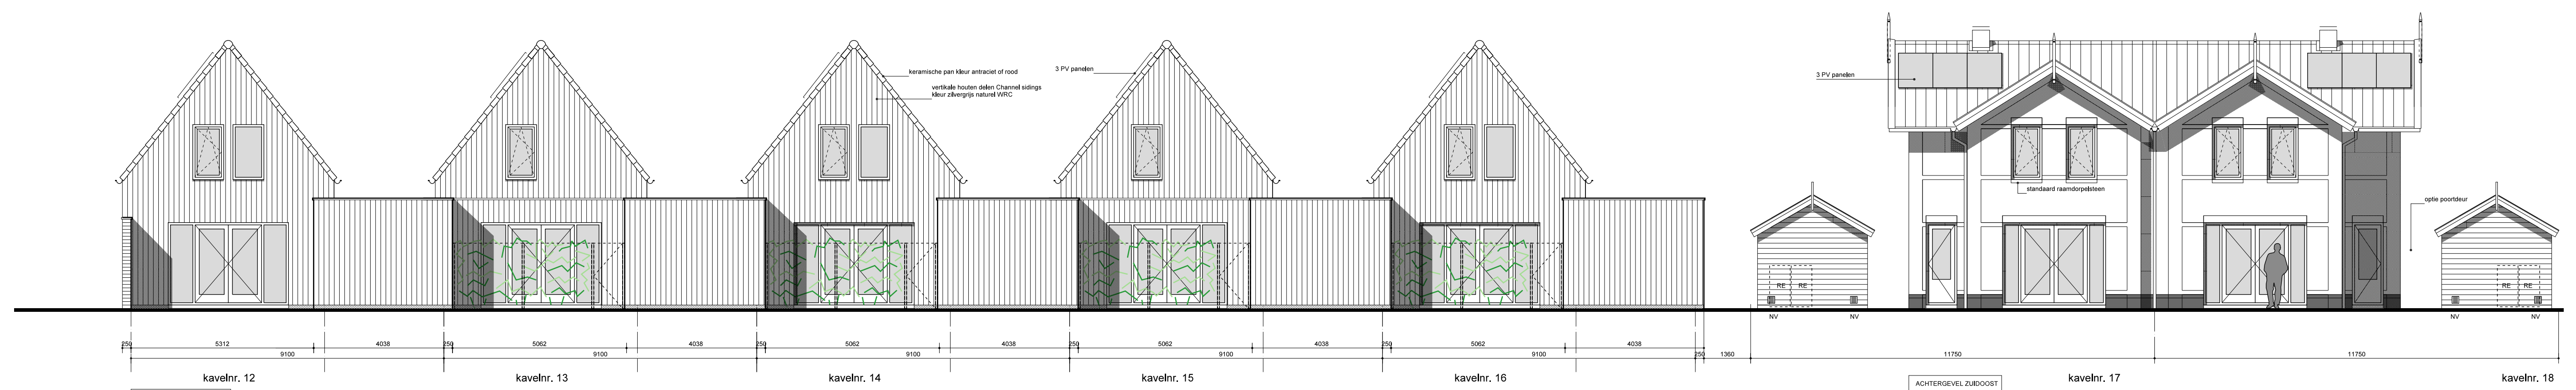 keramische pan kleur antraciet of rood
vertikale houten delen Channel sidings
kleur zilvergrijs naturel WRC
3 PV panelen
3 PV panelen
standaard raamdorpelsteen
optie poortdeur
RE RE
RE RE
NV NV NV NV
250 5312 4038 250 5062 4038 250 5062 4038 250 5062 4038 250 5062 4038
9100 9100 9100 9100 9100 250 1360 11750 11750
kavelnr. 12 kavelnr. 13 kavelnr. 14 kavelnr. 15 kavelnr. 16 kavelnr. 17 kavelnr. 18
ACHTERGEVEL ZUIDOOST